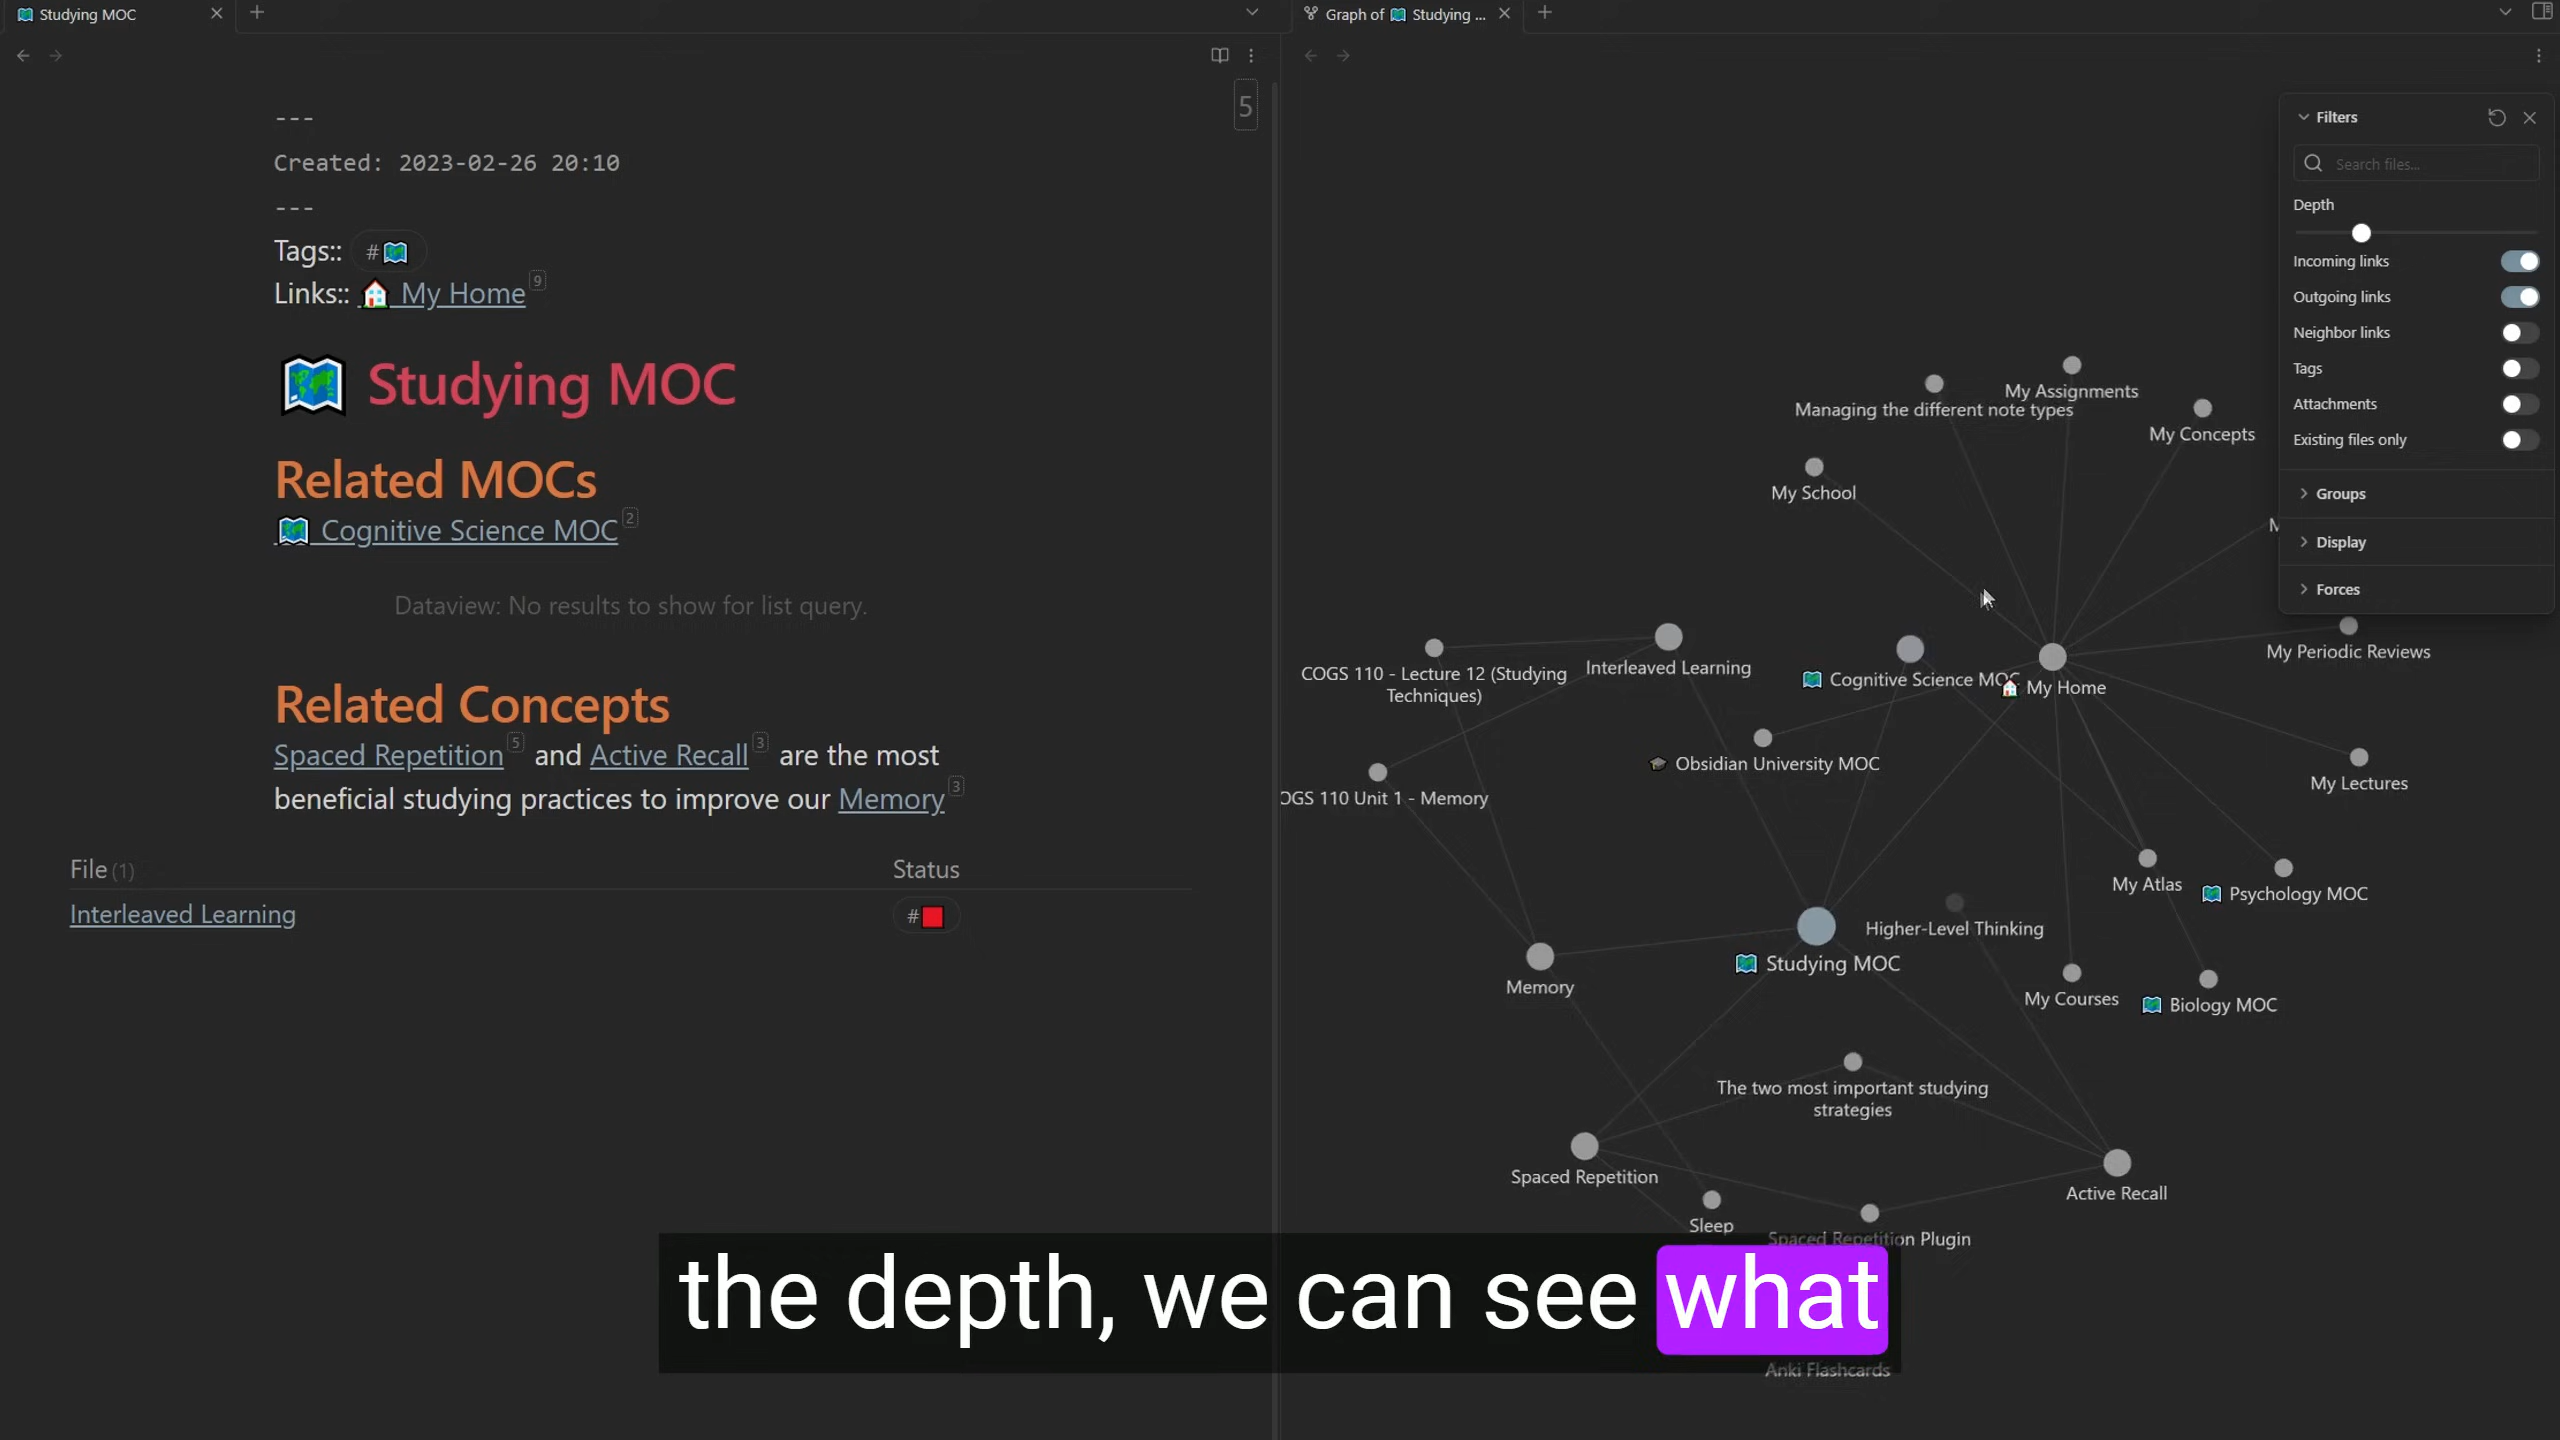 Studying MOC
Graph of Studying ...
5
---
Created: 2023-02-26 20:10
---
Tags:: #
Links:: My Home 9
Studying MOC
Related MOCs
Cognitive Science MOC 2
Dataview: No results to show for list query.
Related Concepts
Spaced Repetition 5 and Active Recall 3 are the most
beneficial studying practices to improve our Memory 3
File (1) Status
Interleaved Learning #
Filters
Search files...
Depth
Incoming links
Outgoing links
Neighbor links
Tags
Attachments
Existing files only
Groups
Display
Forces
My Assignments
Managing the different note types
My Concepts
My School
My Periodic Reviews
COGS 110 - Lecture 12 (Studying
Techniques)
Interleaved Learning
Cognitive Science MOC
My Home
Obsidian University MOC
OGS 110 Unit 1 - Memory
My Lectures
My Atlas
Psychology MOC
Higher-Level Thinking
Studying MOC
Memory
My Courses
Biology MOC
The two most important studying
strategies
Spaced Repetition
Active Recall
Sleep
Spaced Repetition Plugin
the depth, we can see what
Anki Flashcards